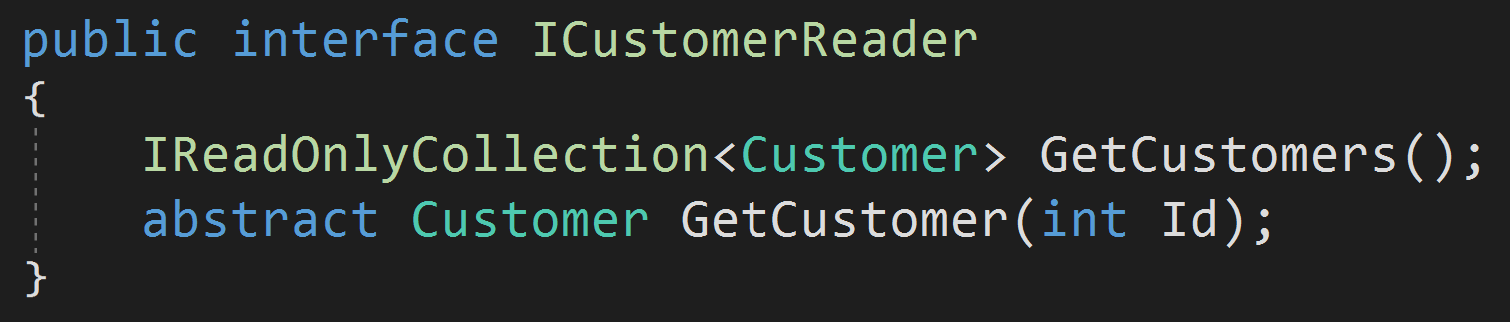 public interface ICustomerReader
{
    IReadOnlyCollection<Customer> GetCustomers();
    abstract Customer GetCustomer(int Id);
}